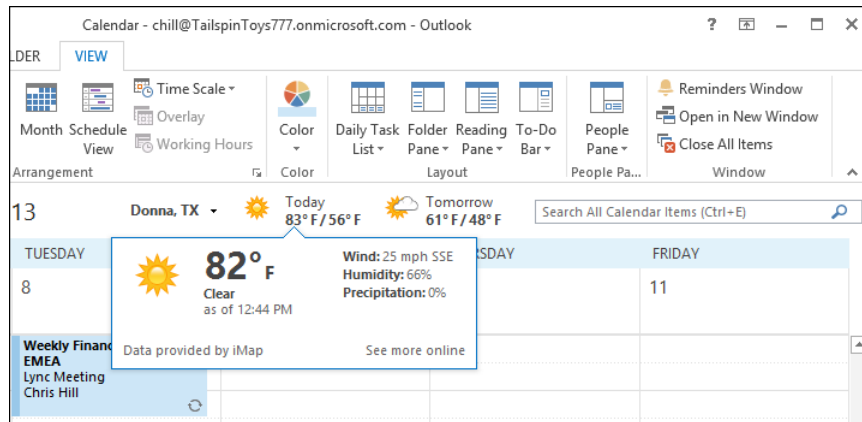 Calendar - chill@TailspinToys777.onmicrosoft.com - Outlook
?
LDER VIEW
Month Schedule View
Time Scale
Overlay
Working Hours
Color
Daily Task List
Folder Pane
Reading Pane
To-Do Bar
People Pane
Reminders Window
Open in New Window
Close All Items
Arrangement Color Layout People Pa... Window
13 Donna, TX
Today
83° F / 56° F
Tomorrow
61° F / 48° F
Search All Calendar Items (Ctrl+E)
TUESDAY RSDAY FRIDAY
8 11
82° F
Clear
as of 12:44 PM
Wind: 25 mph SSE
Humidity: 66%
Precipitation: 0%
Data provided by iMap See more online
Weekly Financ
EMEA
Lync Meeting
Chris Hill